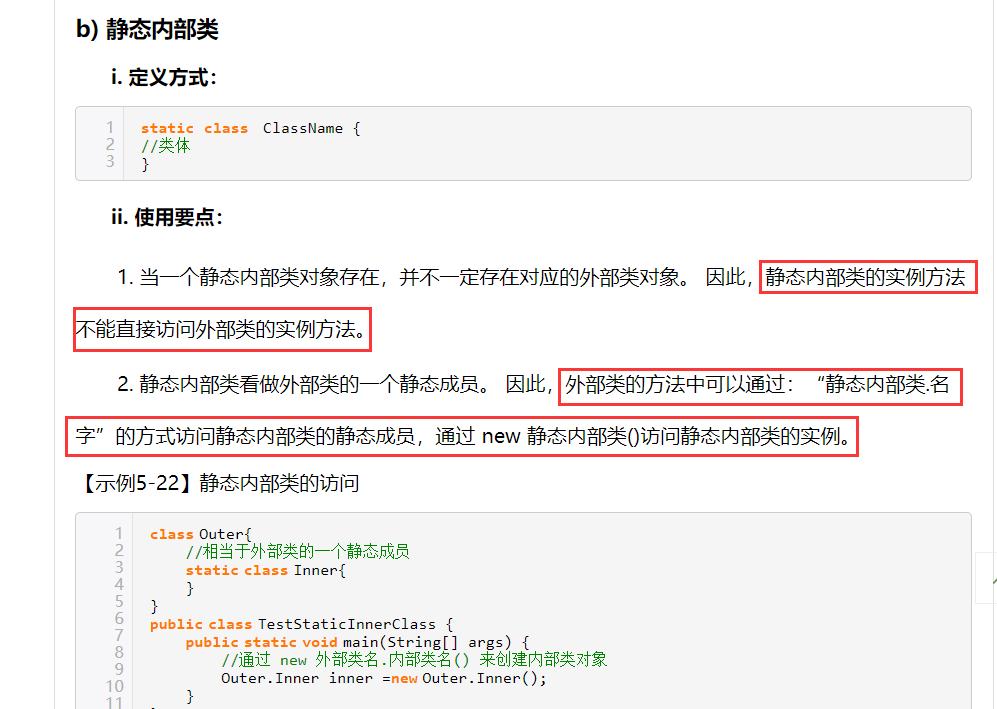 b) 静态内部类
i. 定义方式：
1 static class ClassName {
2 //类体
3 }
ii. 使用要点：
1. 当一个静态内部类对象存在，并不一定存在对应的外部类对象。 因此，静态内部类的实例方法
不能直接访问外部类的实例方法。
2. 静态内部类看做外部类的一个静态成员。 因此，外部类的方法中可以通过：“静态内部类.名
字”的方式访问静态内部类的静态成员，通过 new 静态内部类()访问静态内部类的实例。
【示例5-22】静态内部类的访问
1 class Outer{
2 //相当于外部类的一个静态成员
3 static class Inner{
4 }
5 }
6 public class TestStaticInnerClass {
7 public static void main(String[] args) {
8 //通过 new 外部类名.内部类名() 来创建内部类对象
9 Outer.Inner inner =new Outer.Inner();
10 }
11